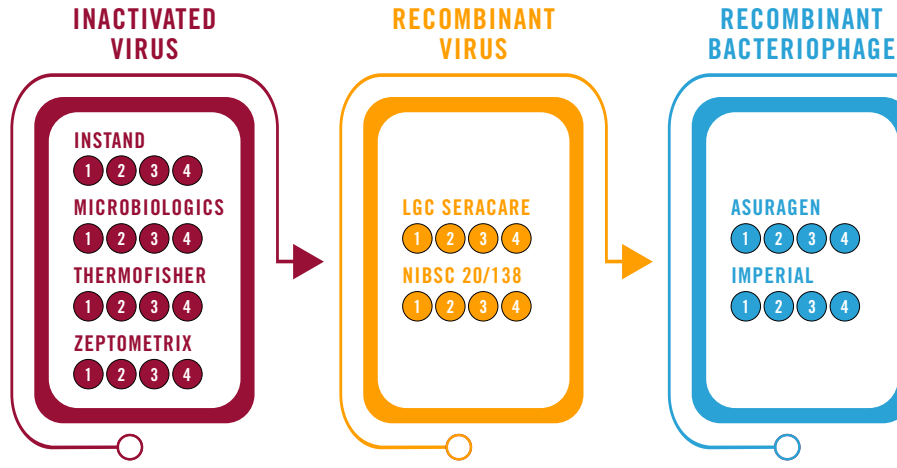 INACTIVATED
VIRUS
INSTAND
1 2 3 4
MICROBIOLOGICS
1 2 3 4
THERMOFISHER
1 2 3 4
ZEPTOMETRIX
1 2 3 4
RECOMBINANT
VIRUS
LGC SERACARE
1 2 3 4
NIBSC 20/138
1 2 3 4
RECOMBINANT
BACTERIOPHAGE
ASURAGEN
1 2 3 4
IMPERIAL
1 2 3 4